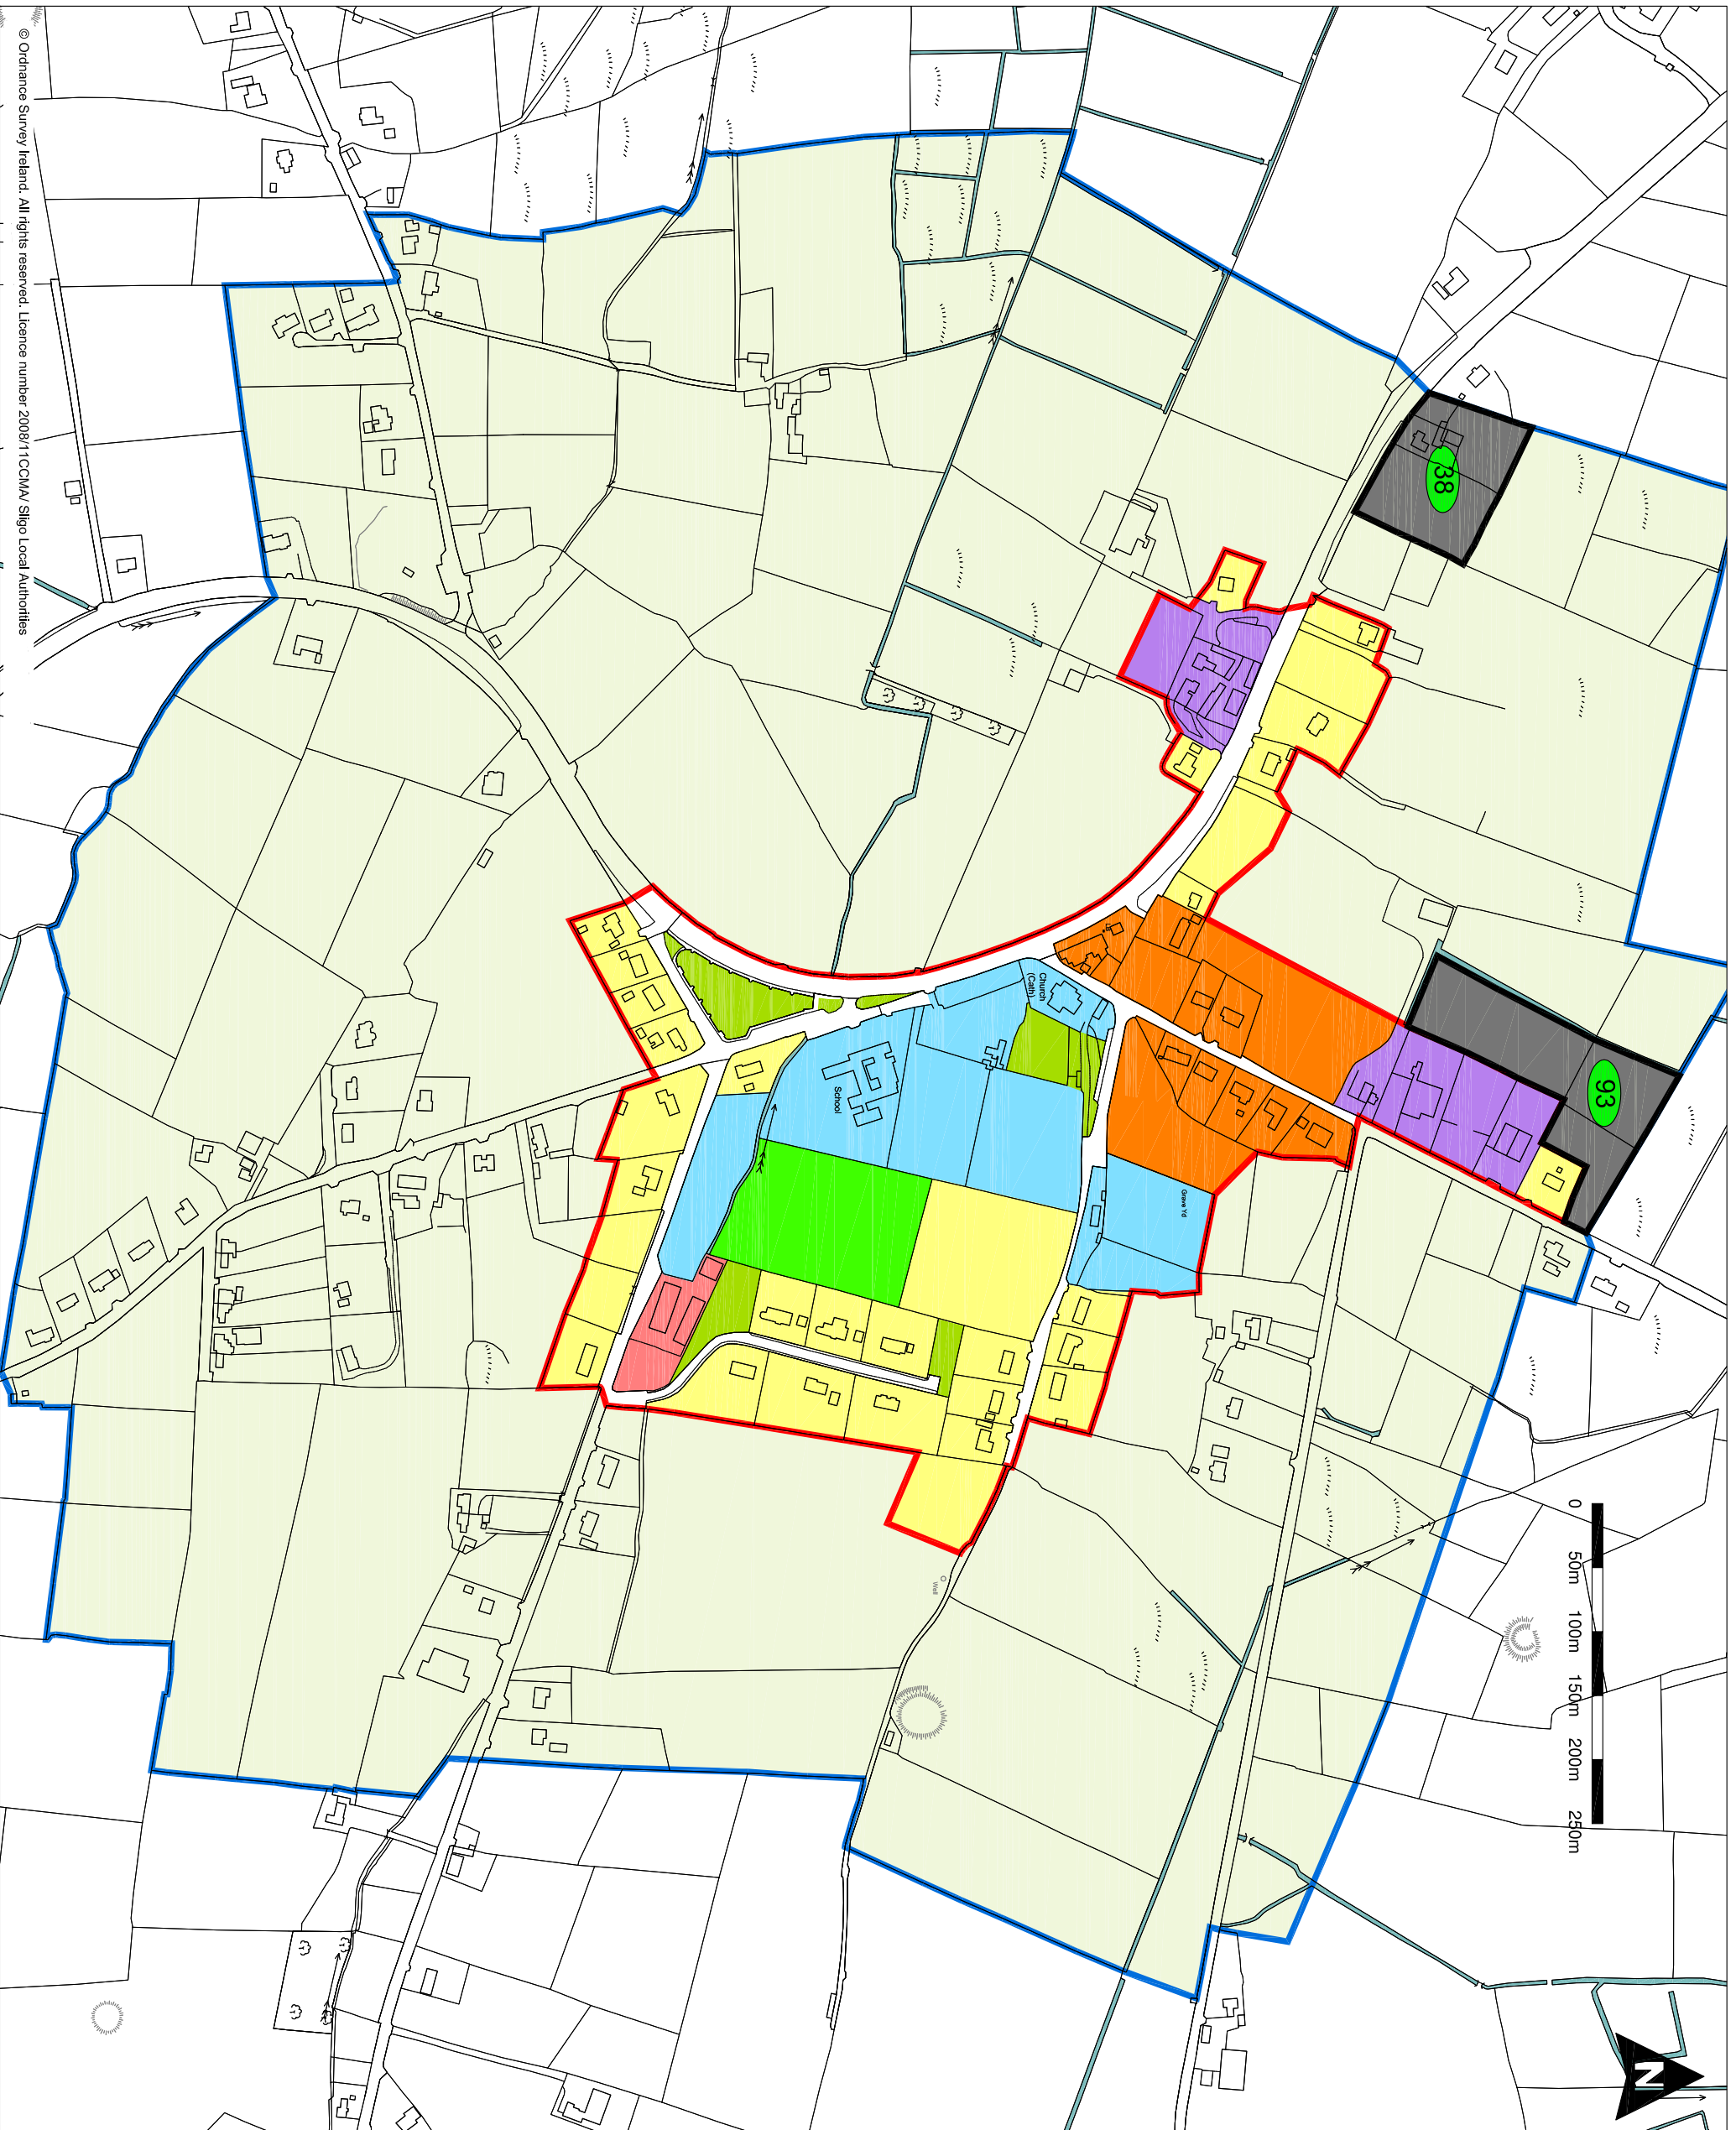 © Ordnance Survey Ireland. All rights reserved. Licence number 2008/11CCMA/ Sligo Local Authorities
38
93
Church
(Cath)
School
Grave Yd
Well
0 50m 100m 150m 200m 250m
N